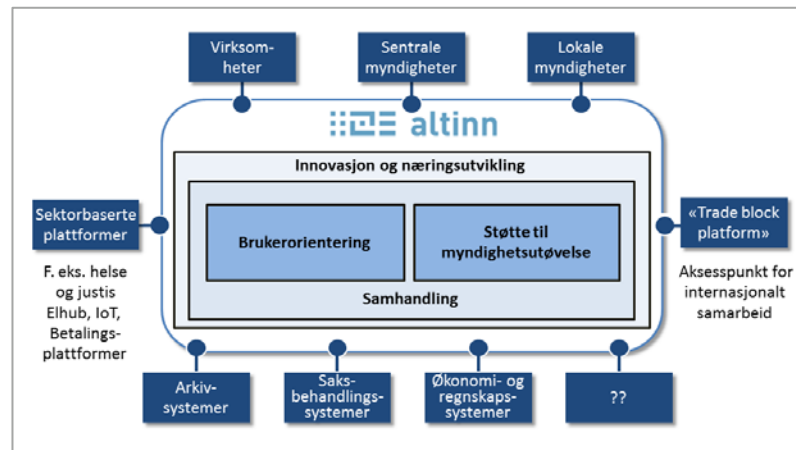 Virksom-
heter
Sentrale
myndigheter
Lokale
myndigheter
altinn
Innovasjon og næringsutvikling
Sektorbaserte
plattformer
Brukerorientering
Støtte til
myndighetsutøvelse
«Trade block
platform»
F. eks. helse
og justis
Elhub, IoT,
Betalings-
plattformer
Samhandling
Aksesspunkt for
internasjonalt
samarbeid
Arkiv-
systemer
Saks-
behandlings-
systemer
Økonomi- og
regnskaps-
systemer
??